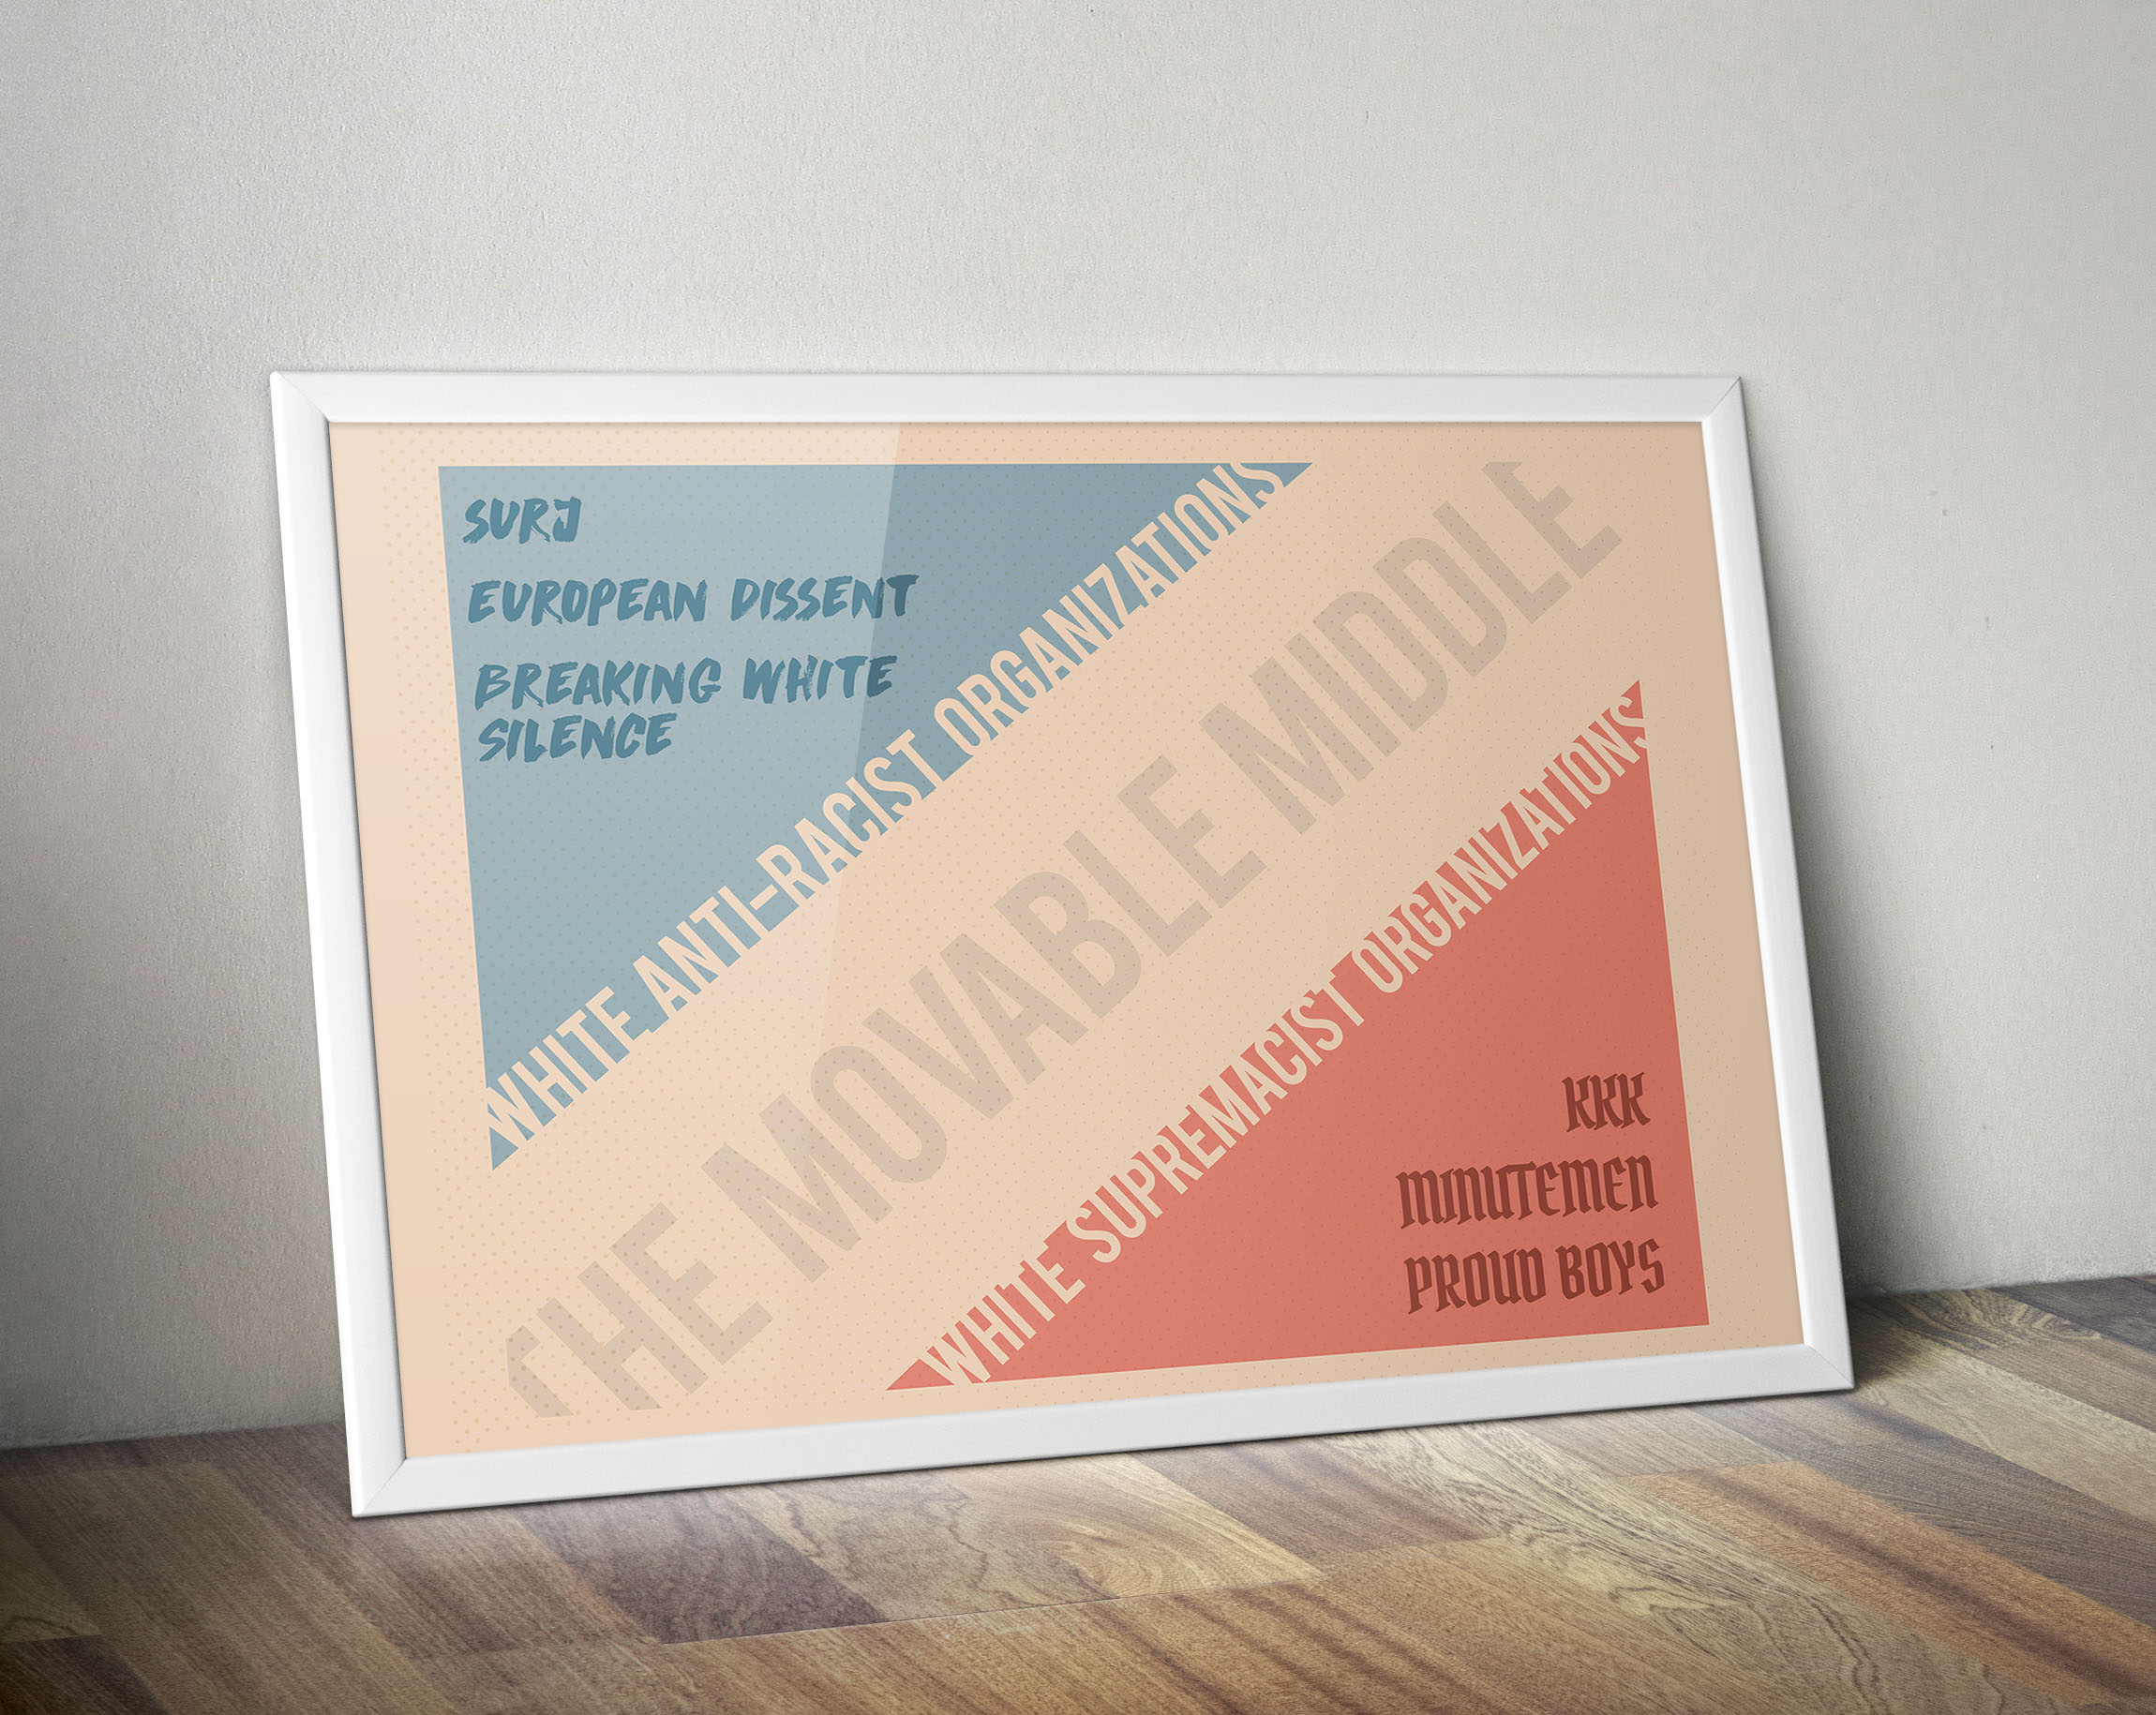 SURJ
EUROPEAN DISSENT
BREAKING WHITE
SILENCE
WHITE ANTI-RACIST ORGANIZATIONS
THE MOVABLE MIDDLE
WHITE SUPREMACIST ORGANIZATIONS
KKK
MINUTEMEN
PROUD BOYS